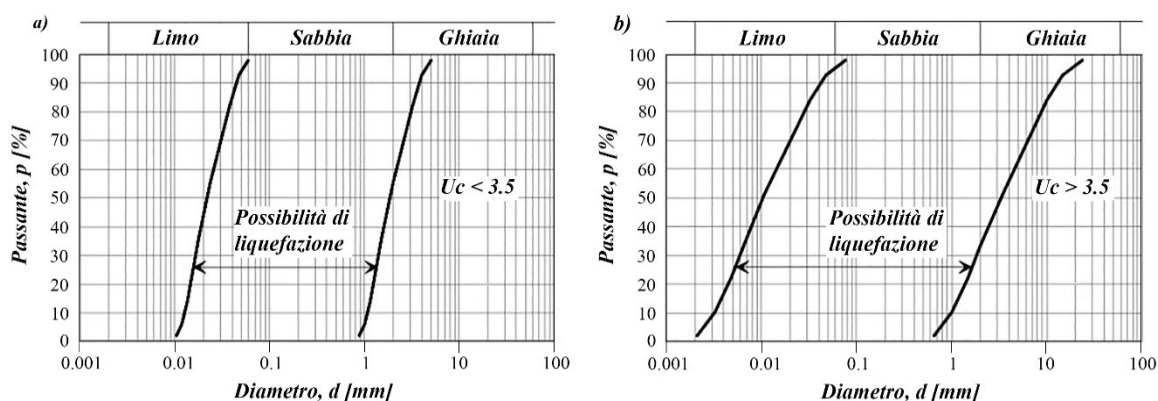 a)
Limo Sabbia Ghiaia
100
90
80
70
60
50
40
30
20
10
0
Passante, p [%]
Uc < 3.5
Possibilità di
liquefazione
0.001 0.01 0.1 1 10 100
Diametro, d [mm]
b)
Limo Sabbia Ghiaia
100
90
80
70
60
50
40
30
20
10
0
Passante, p [%]
Uc > 3.5
Possibilità di
liquefazione
0.001 0.01 0.1 1 10 100
Diametro, d [mm]